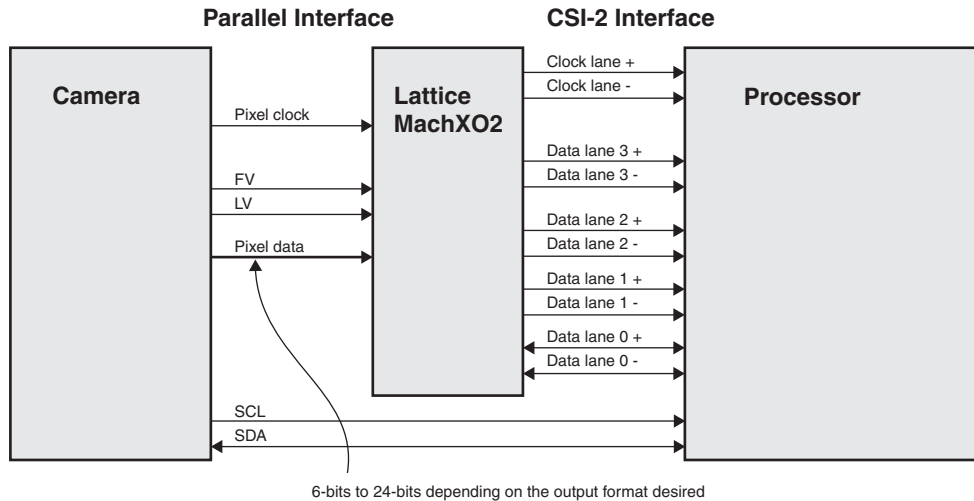 Parallel Interface
CSI-2 Interface
Camera
Lattice
MachXO2
Processor
Pixel clock
FV
LV
Pixel data
Clock lane +
Clock lane -
Data lane 3 +
Data lane 3 -
Data lane 2 +
Data lane 2 -
Data lane 1 +
Data lane 1 -
Data lane 0 +
Data lane 0 -
SCL
SDA
6-bits to 24-bits depending on the output format desired